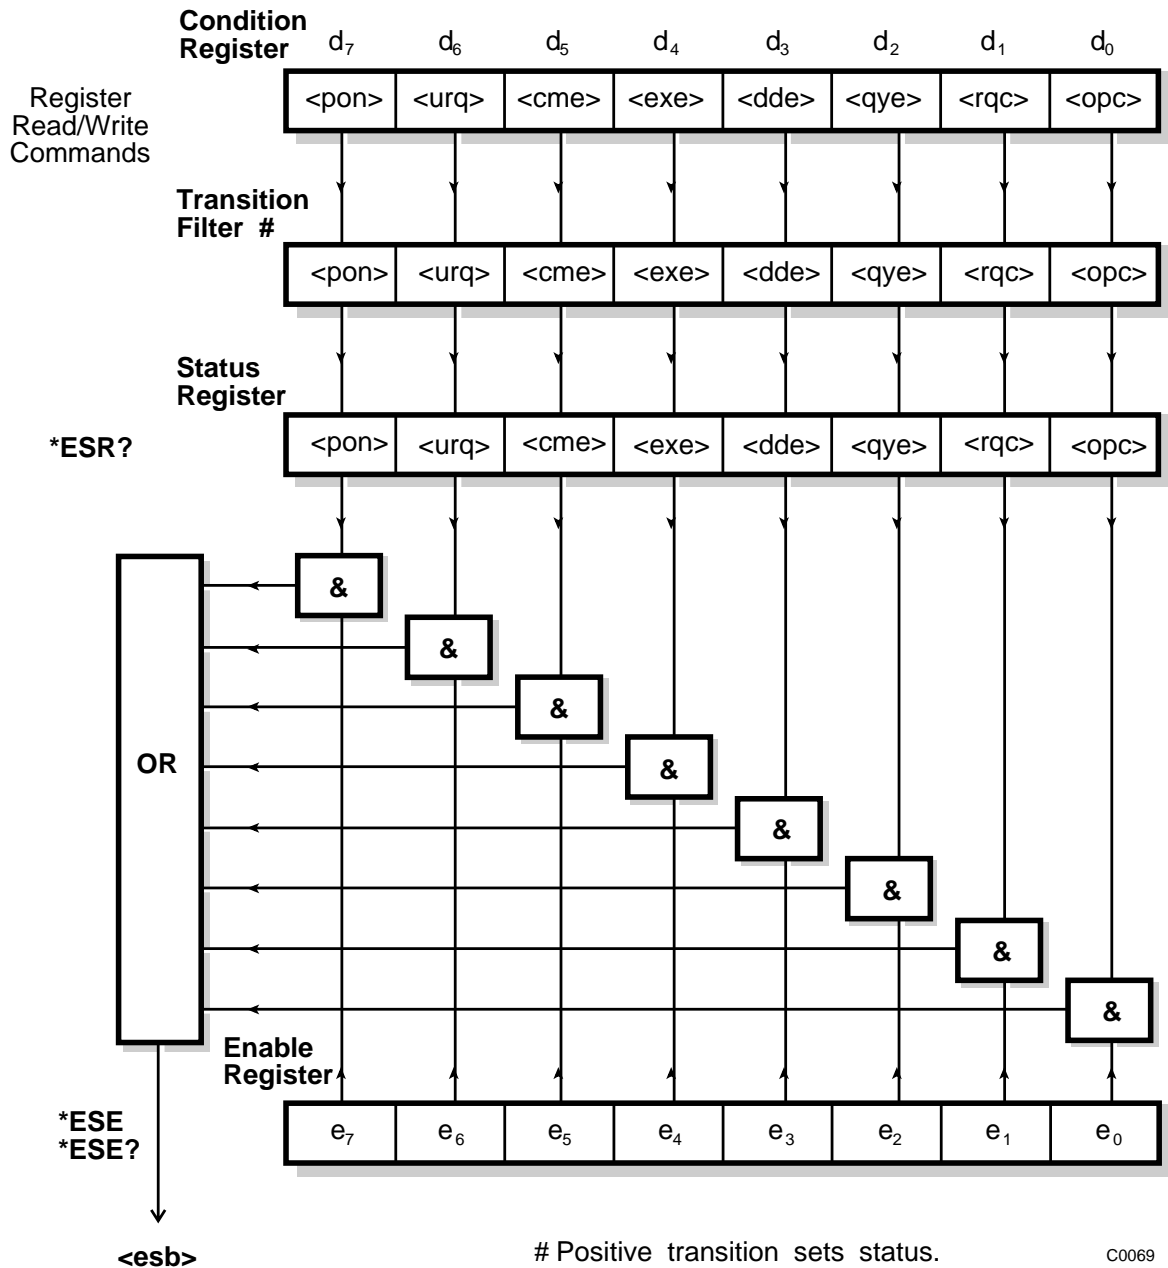 Condition
Register d7 d6 d5 d4 d3 d2 d1 d0
Register
Read/Write
Commands
<pon> <urq> <cme> <exe> <dde> <qye> <rqc> <opc>
Transition
Filter #
<pon> <urq> <cme> <exe> <dde> <qye> <rqc> <opc>
Status
Register
*ESR? <pon> <urq> <cme> <exe> <dde> <qye> <rqc> <opc>
&
&
&
OR &
&
&
&
&
Enable
Register
*ESE
*ESE?
e7 e6 e5 e4 e3 e2 e1 e0
<esb> # Positive transition sets status. C0069